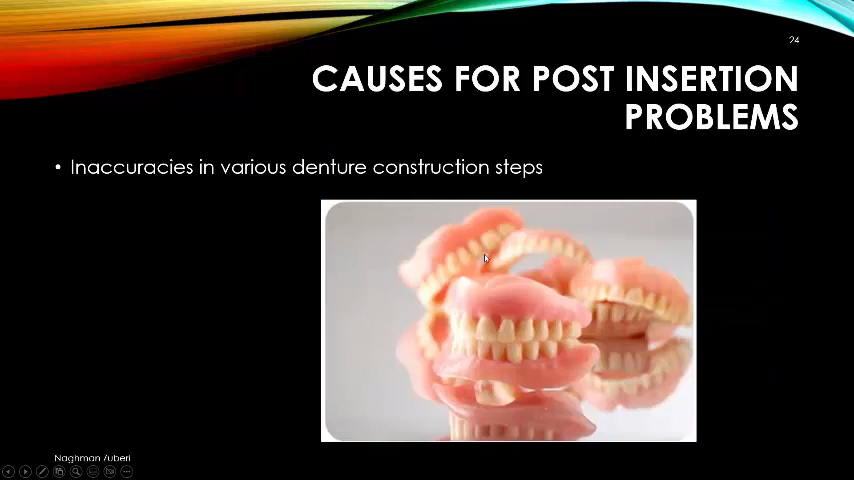 24
CAUSES FOR POST INSERTION
PROBLEMS
• Inaccuracies in various denture construction steps
Naghman Zuberi